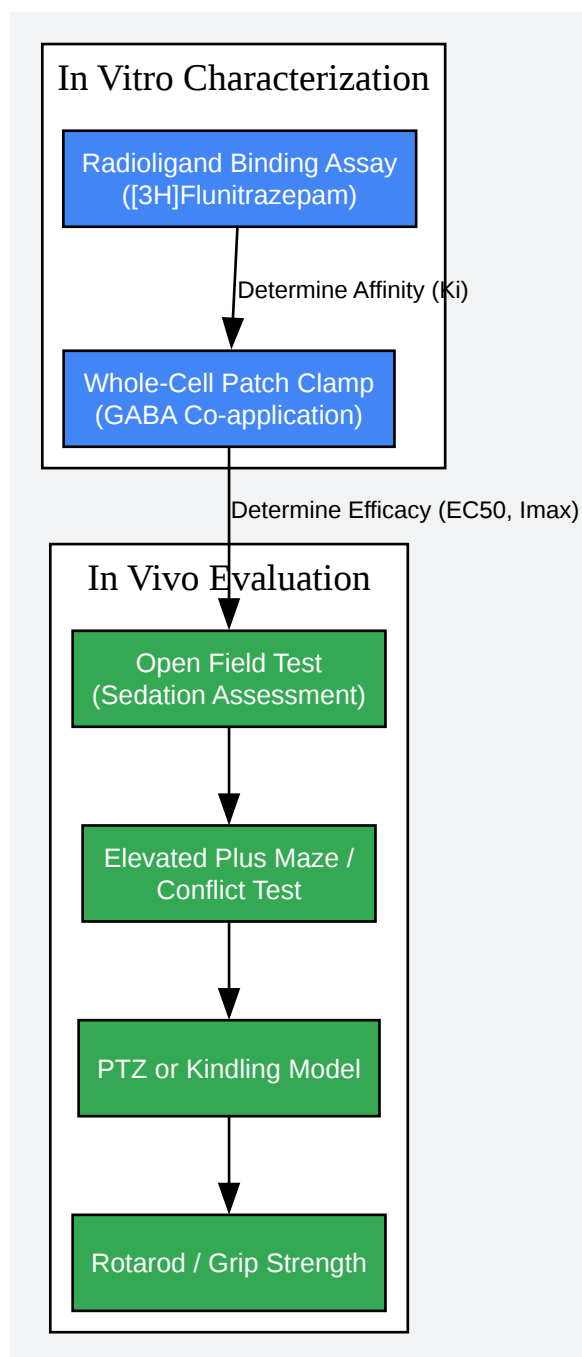 In Vitro Characterization
Radioligand Binding Assay
([3H]Flunitrazepam)
Determine Affinity (Ki)
Whole-Cell Patch Clamp
(GABA Co-application)
Determine Efficacy (EC50, Imax)
In Vivo Evaluation
Open Field Test
(Sedation Assessment)
Elevated Plus Maze /
Conflict Test
PTZ or Kindling Model
Rotarod / Grip Strength